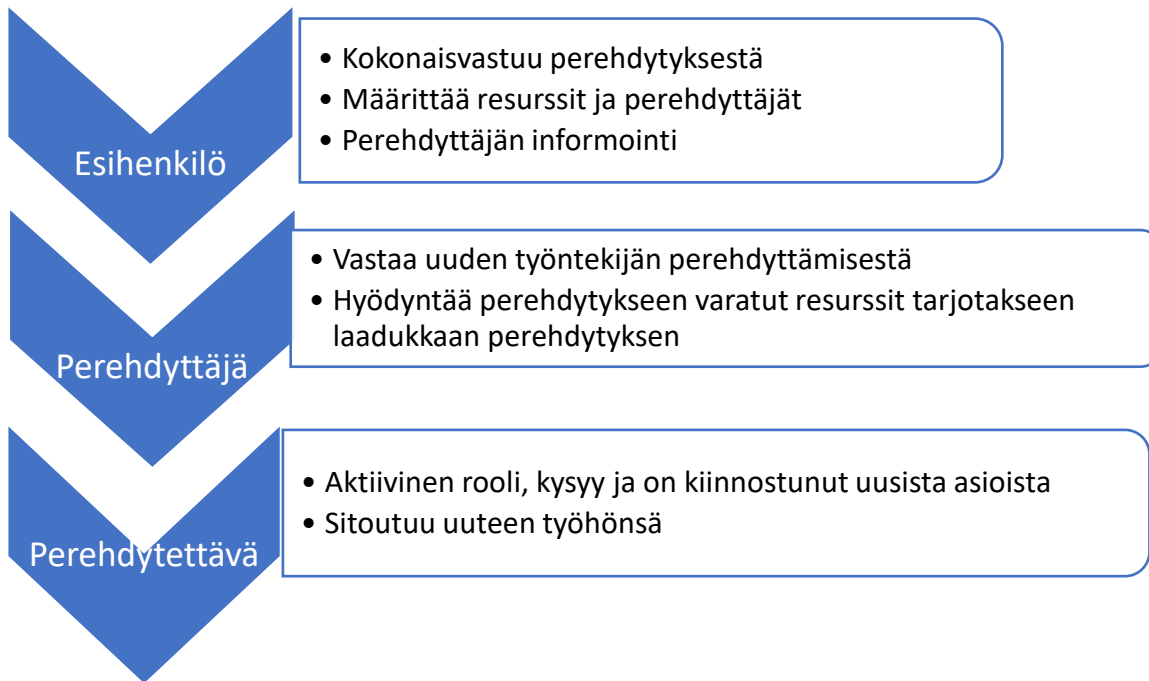 Esihenkilö
• Kokonaisvastuu perehdytyksestä
• Määrittää resurssit ja perehdyttäjät
• Perehdyttäjän informointi
Perehdyttäjä
• Vastaa uuden työntekijän perehdyttämisestä
• Hyödyntää perehdytykseen varatut resurssit tarjotakseen
laadukkaan perehdytyksen
Perehdytettävä
• Aktiivinen rooli, kysyy ja on kiinnostunut uusista asioista
• Sitoutuu uuteen työhönsä